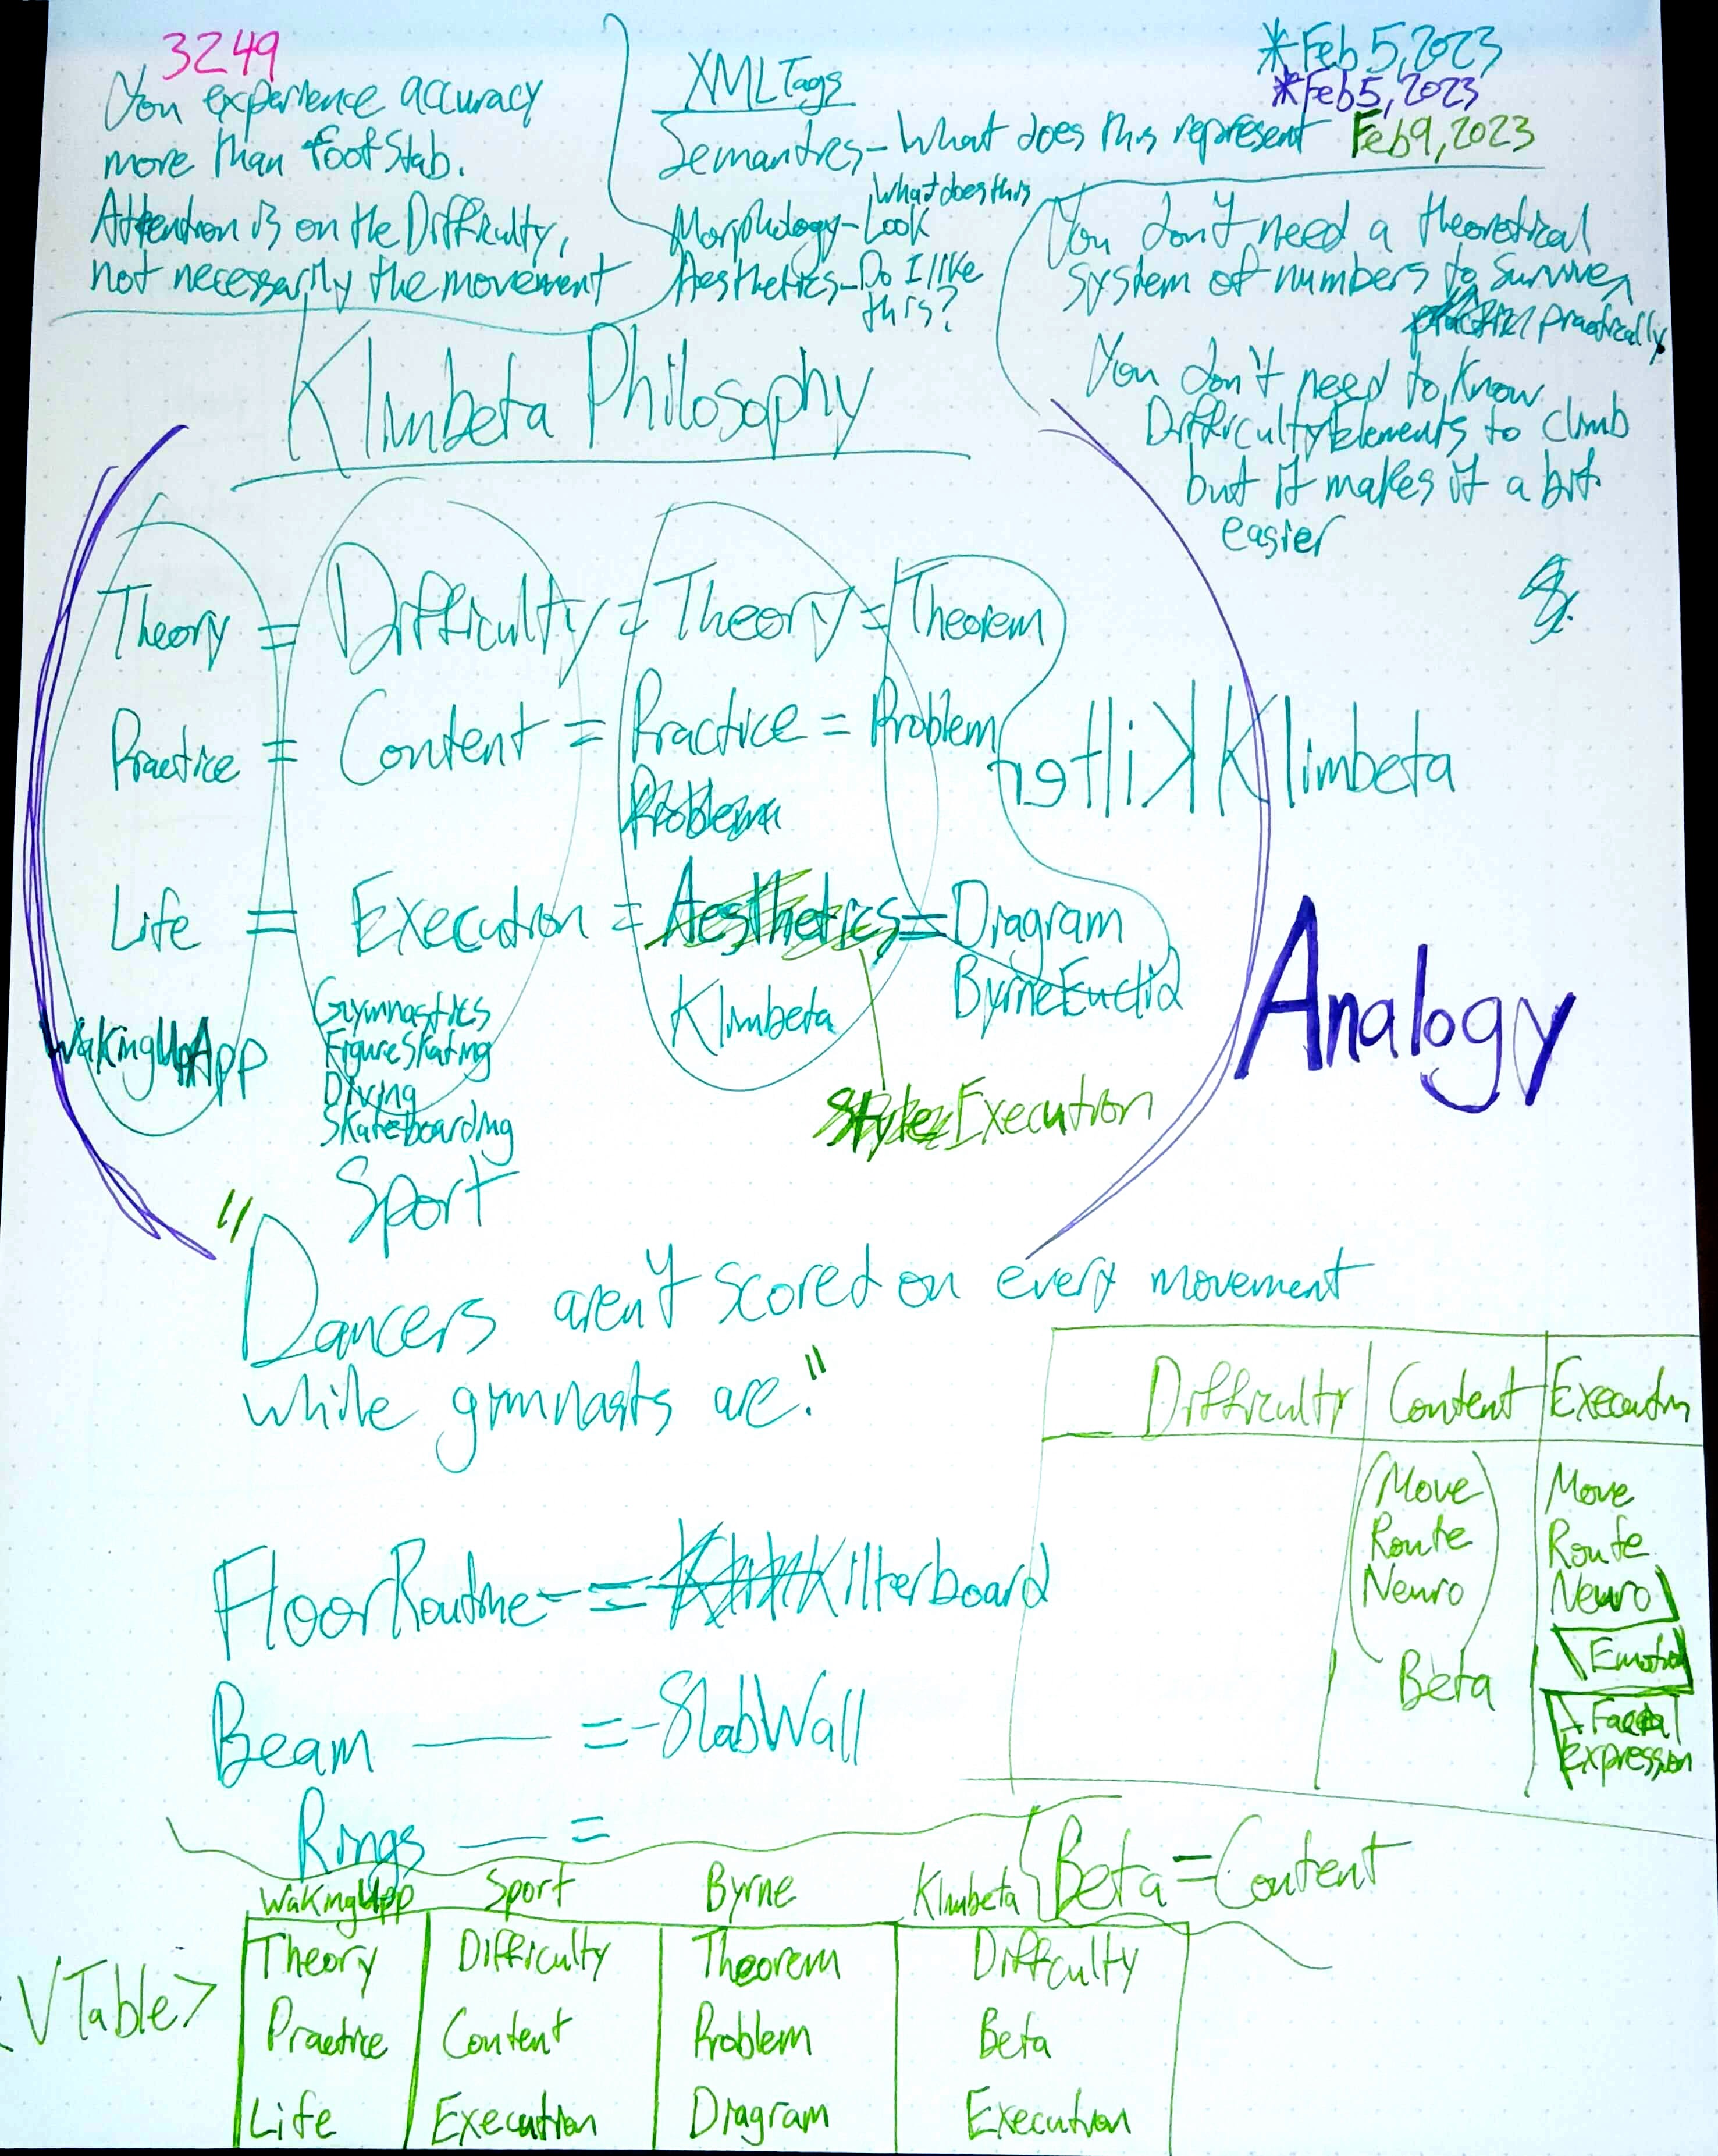 3249
You experience accuracy
more than footstab.
Attention is on the Difficulty,
not necessarily the movement
XML Tags
Semantics - What does this represent
Morphology - What does this
Look
Aesthetics - Do I like
this?
*Feb 5, 2023
*Feb 5, 2023
Feb 9, 2023
You don't need a theoretical
system of numbers to survive
practically.
You don't need to know
Difficulty Elements to climb
but it makes it a bit
easier
Klimbeta Philosophy
Theory = Difficulty = Theory = Theorem
Practice = Content = Practice = Problem
Problem
Kilter Klimbeta
Life = Execution = Aesthetics = Diagram
Klimbeta
ByrneEuclid
WakingUpApp
Gymnastics
FigureSkating
Diving
Skateboarding
Sport
Style Execution
Analogy
"Dancers aren't scored on every movement
while gymnasts are."
Difficulty Content Execution
Move Move
Route Route
Neuro Neuro
Beta Emotion
Facial
Expression
FloorRoutine - = Kilterboard
Beam — = - SlabWall
Rings — =
Beta = Content
WakingUpApp Sport Byrne Klimbeta
<VTable>
Theory Difficulty Theorem Difficulty
Practice Content Problem Beta
Life Execution Diagram Execution